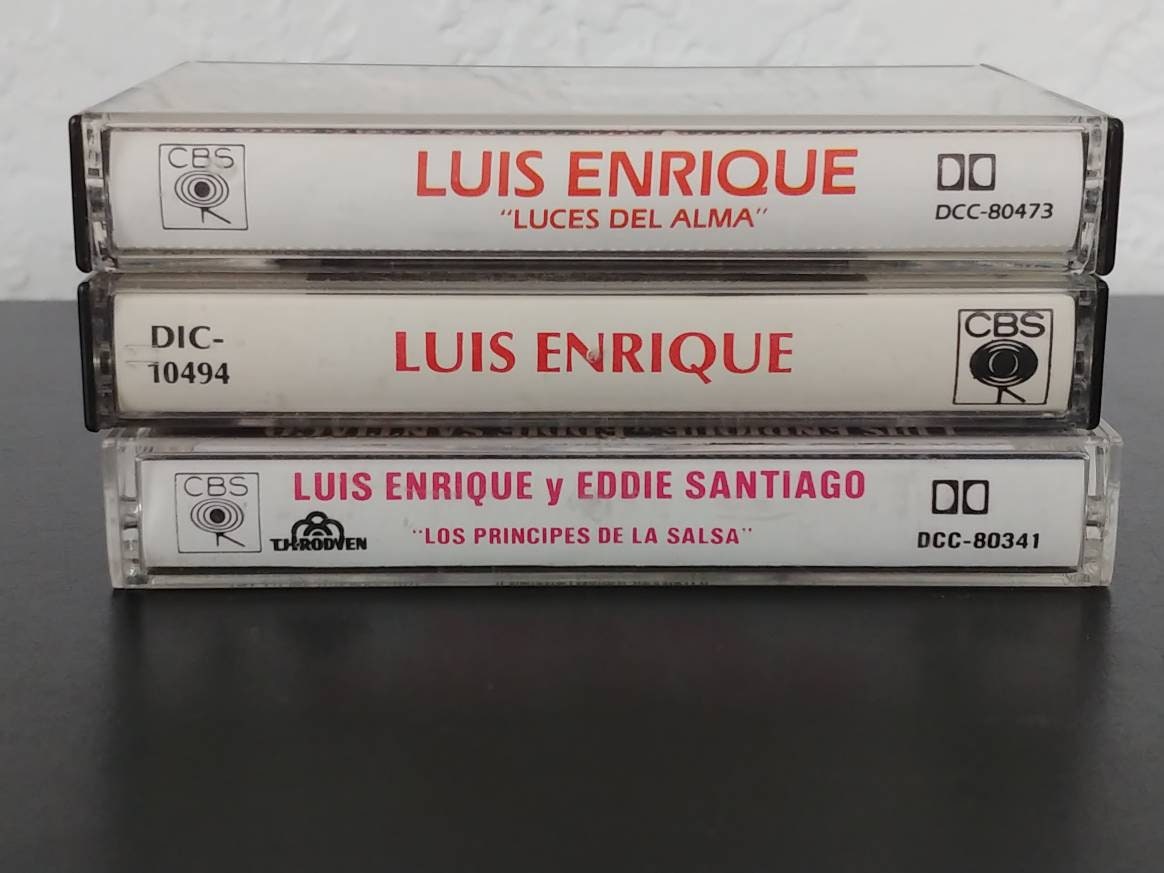 CBS
LUIS ENRIQUE
"LUCES DEL ALMA"
DCC-80473
DIC-
10494
LUIS ENRIQUE
CBS
CBS
T.H-RODVEN
LUIS ENRIQUE y EDDIE SANTIAGO
"LOS PRINCIPES DE LA SALSA"
DCC-80341